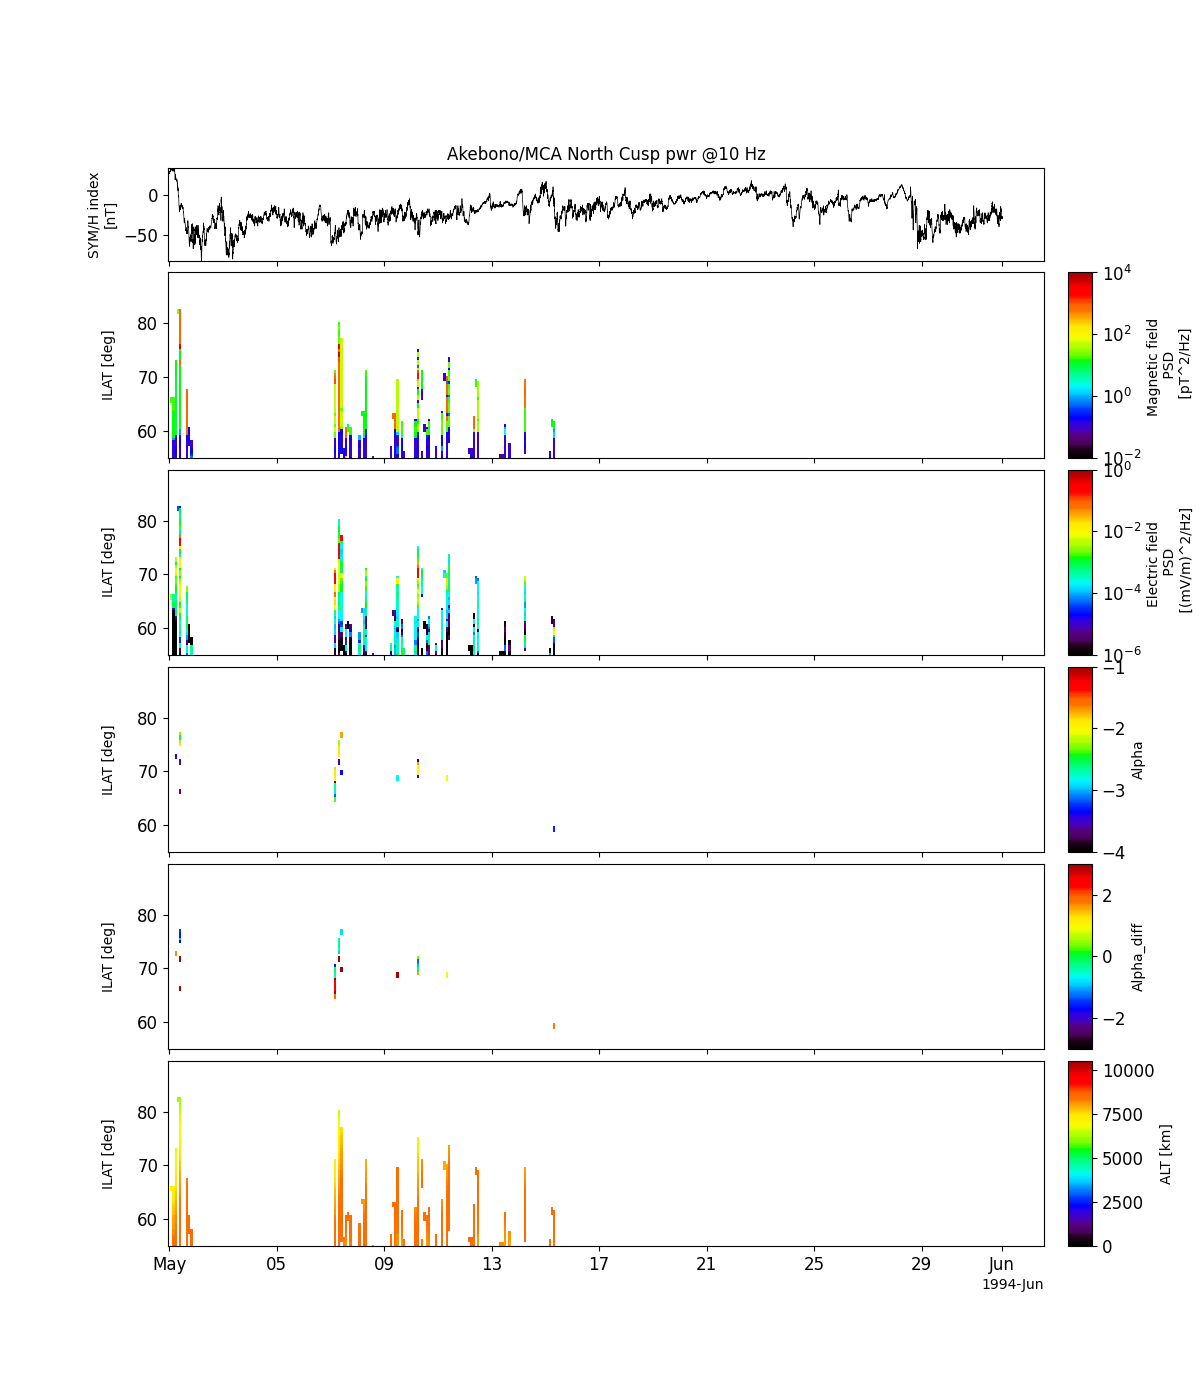 Akebono/MCA North Cusp pwr @10 Hz
SYM/H index
[nT]
0
−50
ILAT [deg]
80
70
60
10^4
10^2
10^0
10^−2
Magnetic field
PSD
[pT^2/Hz]
ILAT [deg]
80
70
60
10^0
10^−2
10^−4
10^−6
Electric field
PSD
[(mV/m)^2/Hz]
ILAT [deg]
80
70
60
−1
−2
−3
−4
Alpha
ILAT [deg]
80
70
60
2
0
−2
Alpha_diff
ILAT [deg]
80
70
60
10000
7500
5000
2500
0
ALT [km]
May 05 09 13 17 21 25 29 Jun
1994-Jun